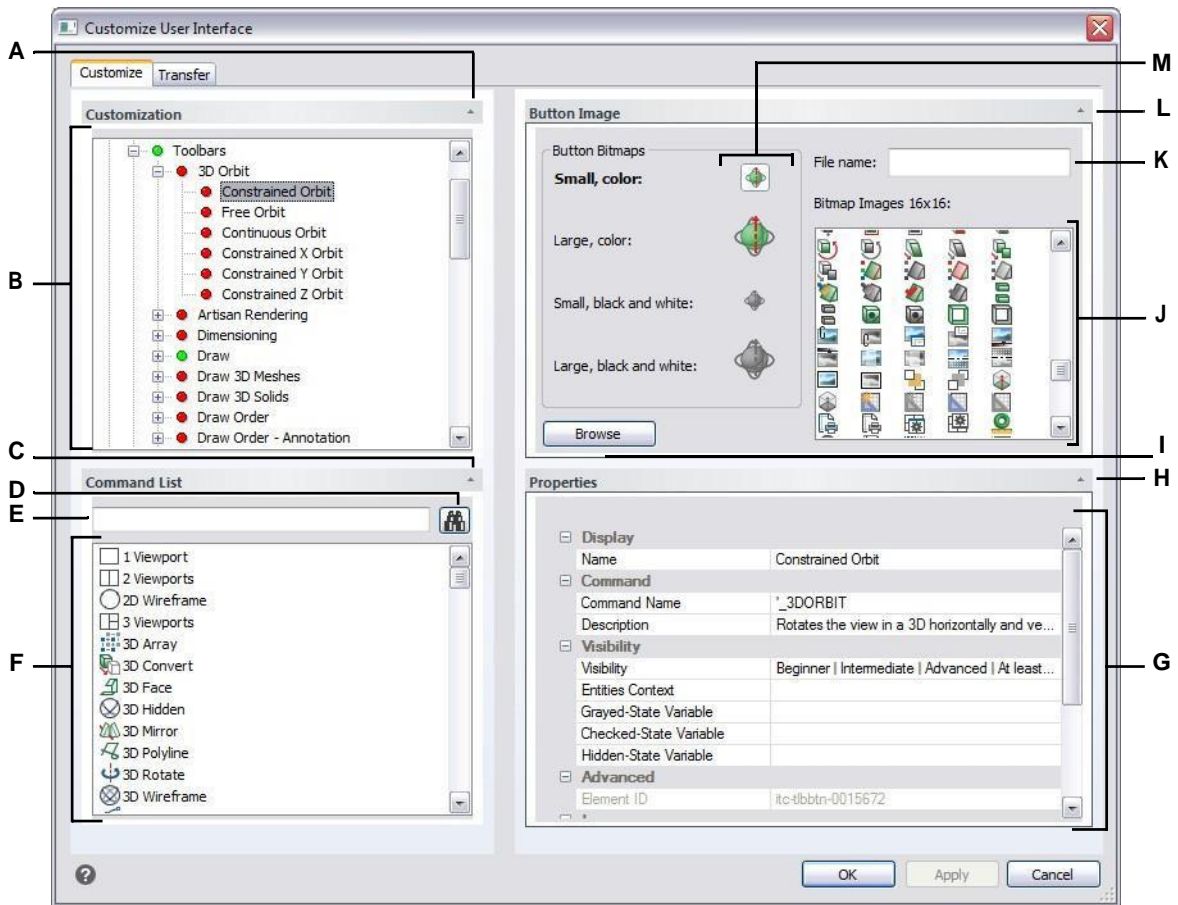 Customize User Interface
A
M
Customize Transfer
Customization
Button Image
L
Toolbars
3D Orbit
Constrained Orbit
Free Orbit
Continuous Orbit
Constrained X Orbit
Constrained Y Orbit
Constrained Z Orbit
Artisan Rendering
Dimensioning
Draw
Draw 3D Meshes
Draw 3D Solids
Draw Order
Draw Order - Annotation
B
Button Bitmaps
Small, color:
Large, color:
Small, black and white:
Large, black and white:
File name:
K
Bitmap Images 16x16:
J
Browse
I
C
Command List
D
E
F
1 Viewport
2 Viewports
2D Wireframe
3 Viewports
3D Array
3D Convert
3D Face
3D Hidden
3D Mirror
3D Polyline
3D Rotate
3D Wireframe
Properties
H
Display
Name Constrained Orbit
Command
Command Name '_3DORBIT
Description Rotates the view in a 3D horizontally and ve...
Visibility
Visibility Beginner | Intermediate | Advanced | At least...
Entities Context
Grayed-State Variable
Checked-State Variable
Hidden-State Variable
Advanced
Element ID itc-tlbbtn-0015672
G
?
OK Apply Cancel